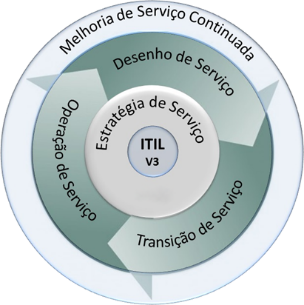 Melhoria de Serviço Continuada
Desenho de Serviço
Estratégia de Serviço
ITIL
V3
Operação de Serviço
Transição de Serviço